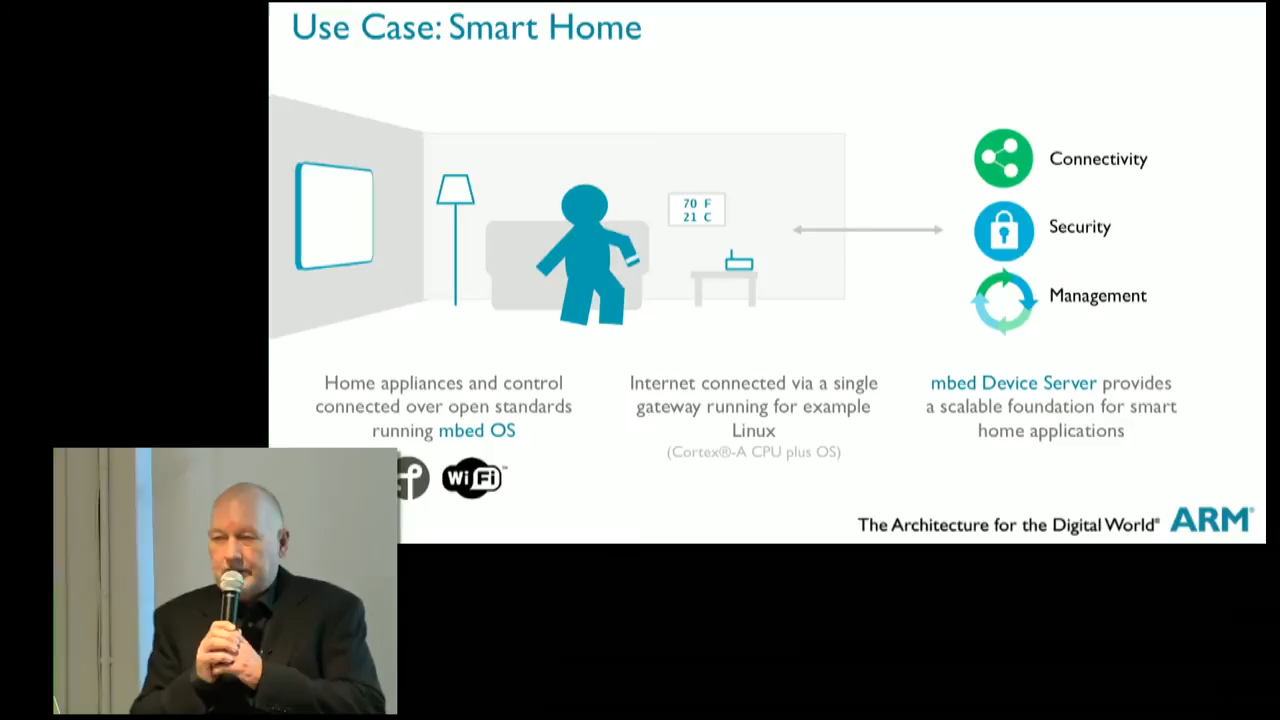 Use Case: Smart Home
70 F
21 C
Connectivity
Security
Management
Home appliances and control
connected over open standards
running mbed OS
Internet connected via a single
gateway running for example
Linux
(Cortex®-A CPU plus OS)
mbed Device Server provides
a scalable foundation for smart
home applications
Wi Fi™
The Architecture for the Digital World® ARM®